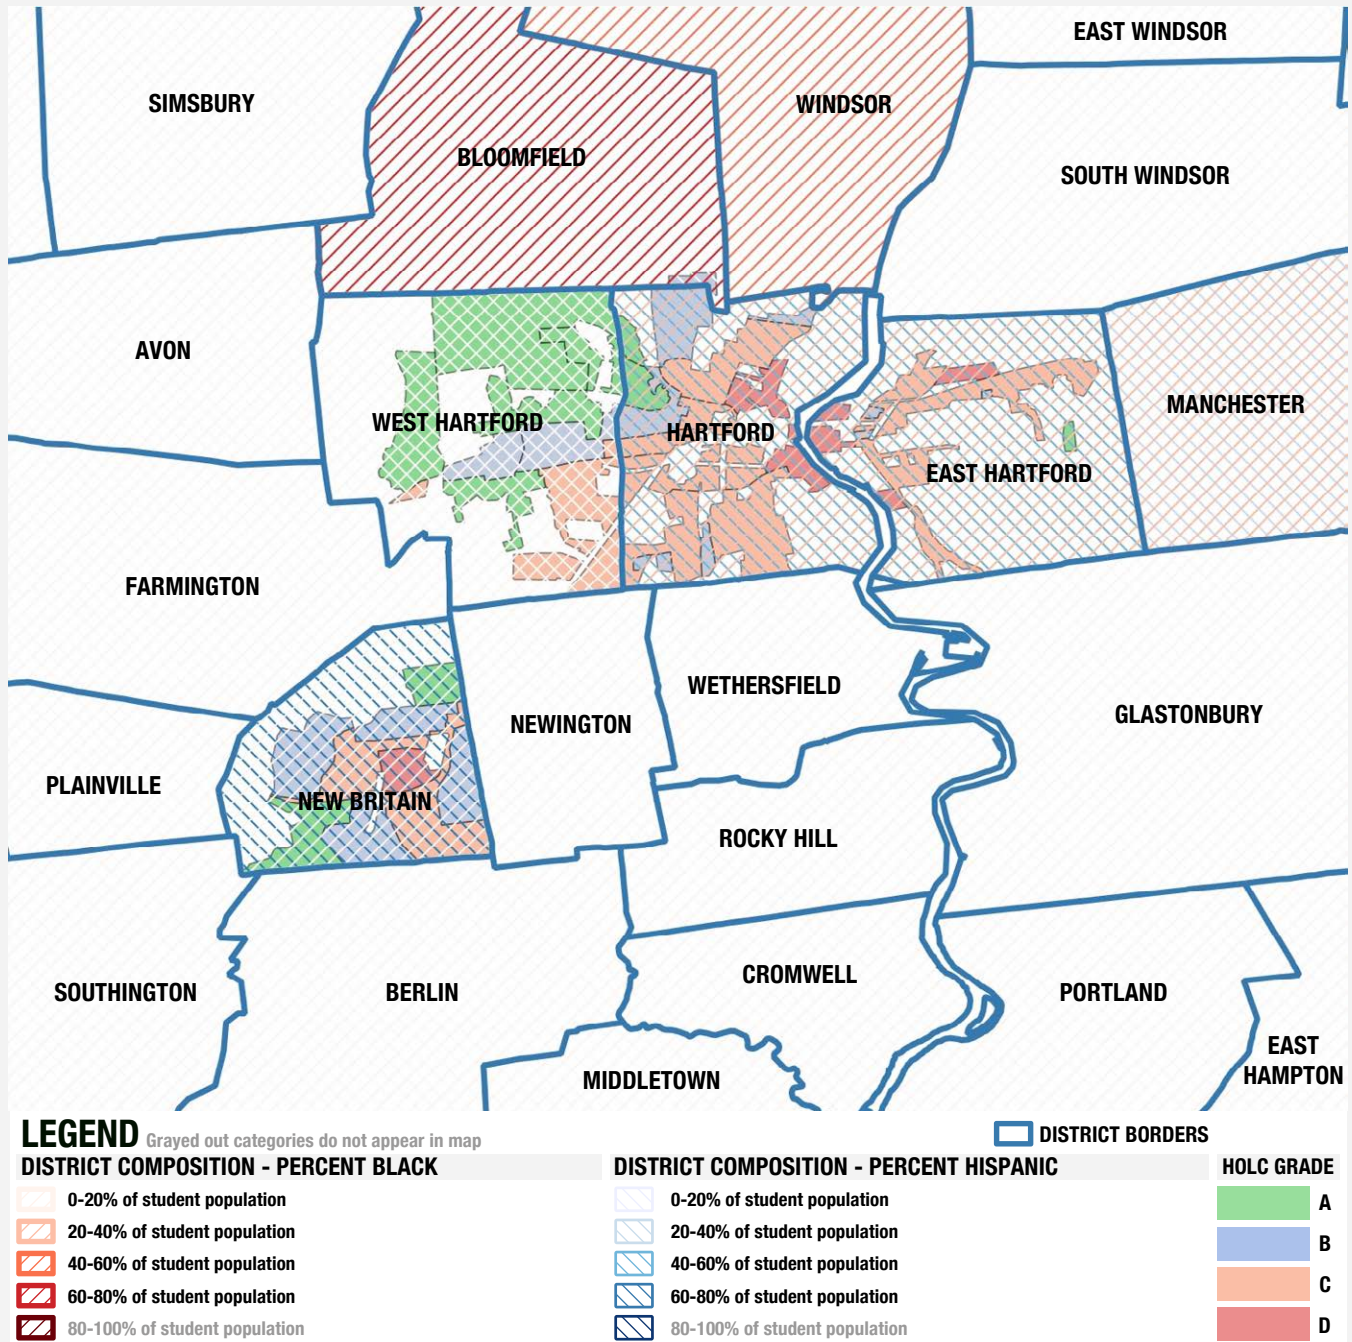 EAST WINDSOR
SIMSBURY
WINDSOR
BLOOMFIELD
SOUTH WINDSOR
AVON
MANCHESTER
WEST HARTFORD
HARTFORD
EAST HARTFORD
FARMINGTON
WETHERSFIELD
GLASTONBURY
NEWINGTON
PLAINVILLE
NEW BRITAIN
ROCKY HILL
CROMWELL
SOUTHINGTON
BERLIN
PORTLAND
EAST
HAMPTON
MIDDLETOWN
LEGEND Grayed out categories do not appear in map
DISTRICT BORDERS
DISTRICT COMPOSITION - PERCENT BLACK
0-20% of student population
20-40% of student population
40-60% of student population
60-80% of student population
80-100% of student population
DISTRICT COMPOSITION - PERCENT HISPANIC
0-20% of student population
20-40% of student population
40-60% of student population
60-80% of student population
80-100% of student population
HOLC GRADE
A
B
C
D